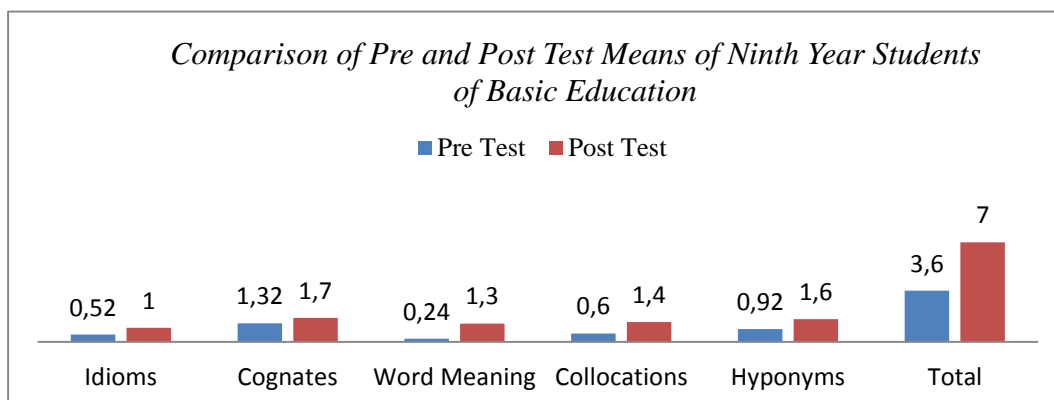 Comparison of Pre and Post Test Means of Ninth Year Students
of Basic Education
Pre Test Post Test
0,52 1 1,32 1,7 0,24 1,3 0,6 1,4 0,92 1,6 3,6 7
Idioms Cognates Word Meaning Collocations Hyponyms Total